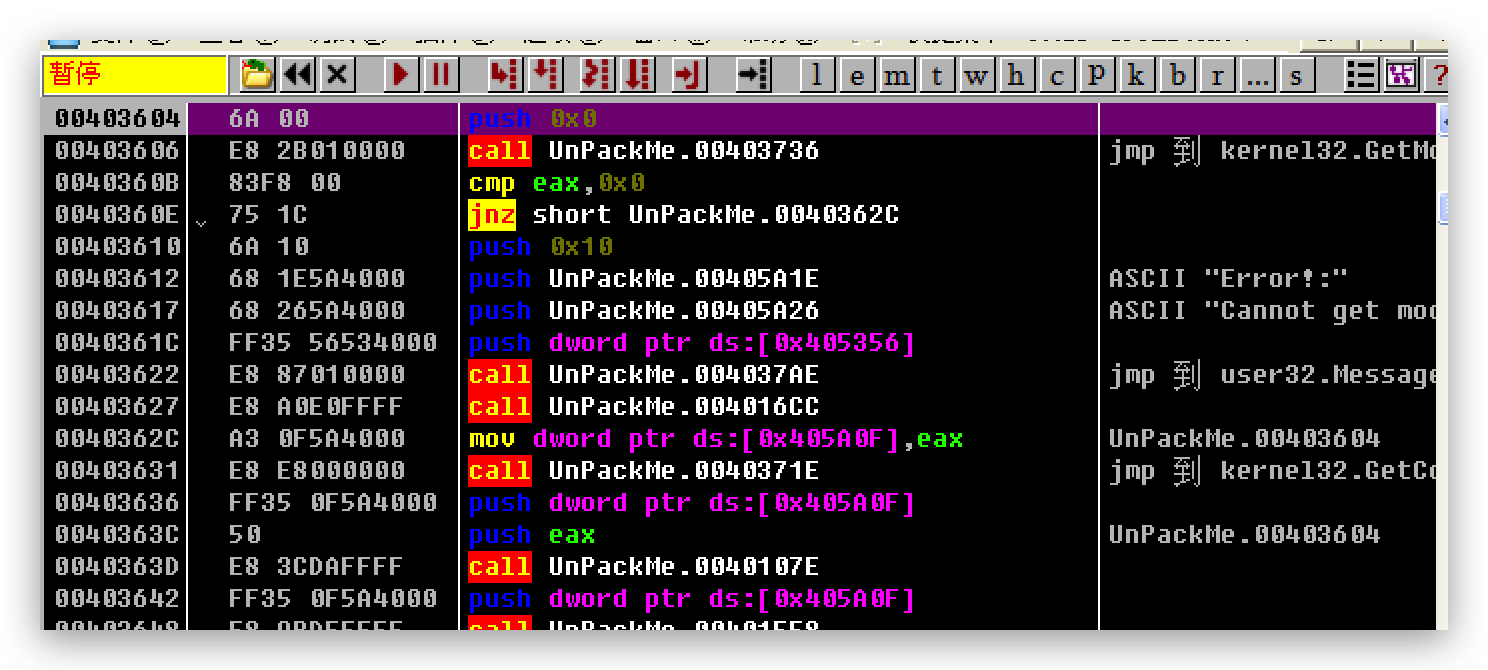 暂停 l e m t w h c P k b r ... s ?
00403604 6A 00 push 0x0
00403606 E8 2B010000 call UnPackMe.00403736 jmp 到 kernel32.GetMo
0040360B 83F8 00 cmp eax,0x0
0040360E 75 1C jnz short UnPackMe.0040362C
00403610 6A 10 push 0x10
00403612 68 1E5A4000 push UnPackMe.00405A1E ASCII "Error!:"
00403617 68 265A4000 push UnPackMe.00405A26 ASCII "Cannot get mod
0040361C FF35 56534000 push dword ptr ds:[0x405356]
00403622 E8 87010000 call UnPackMe.004037AE jmp 到 user32.Message
00403627 E8 A0E0FFFF call UnPackMe.004016CC
0040362C A3 0F5A4000 mov dword ptr ds:[0x405A0F],eax UnPackMe.00403604
00403631 E8 E8000000 call UnPackMe.0040371E jmp 到 kernel32.GetCo
00403636 FF35 0F5A4000 push dword ptr ds:[0x405A0F]
0040363C 50 push eax UnPackMe.00403604
0040363D E8 3CDAFFFF call UnPackMe.0040107E
00403642 FF35 0F5A4000 push dword ptr ds:[0x405A0F]
00403648 call